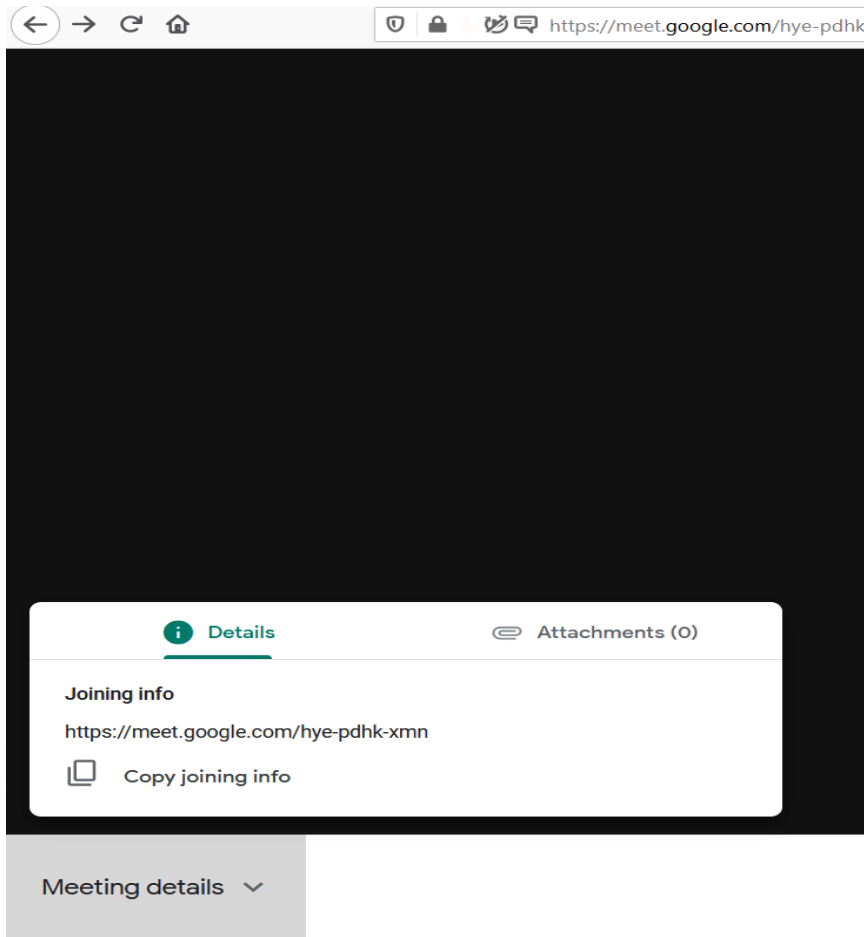 https://meet.google.com/hye-pdhk
Details
Attachments (0)
Joining info
https://meet.google.com/hye-pdhk-xmn
Copy joining info
Meeting details